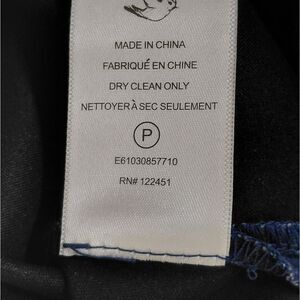 MADE IN CHINA
FABRIQUÉ EN CHINE
DRY CLEAN ONLY
NETTOYER À SEC SEULEMENT
P
E61030857710
RN# 122451